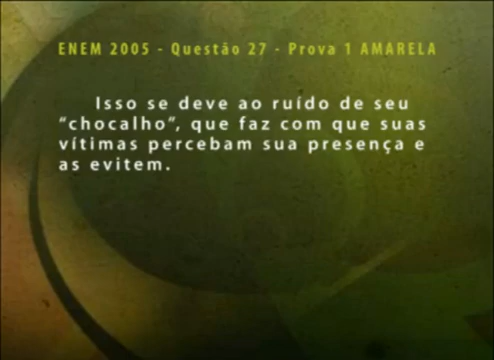 ENEM 2005 - Questão 27 - Prova 1 AMARELA
Isso se deve ao ruído de seu
“chocalho”, que faz com que suas
vítimas percebam sua presença e
as evitem.